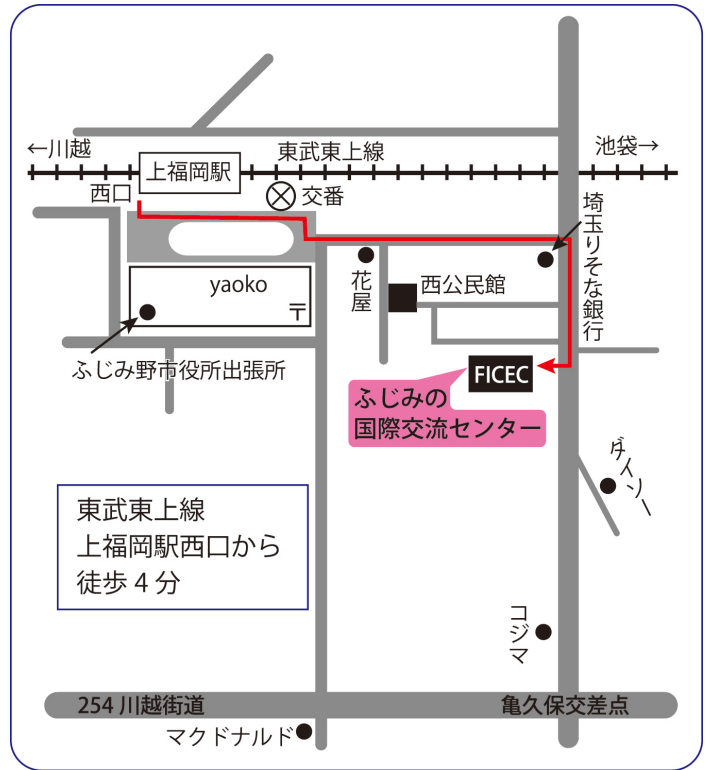 ←川越
東武東上線
池袋→
上福岡駅
西口
交番
埼玉りそな銀行
yaoko
〒
花屋
西公民館
ふじみ野市役所出張所
FICEC
ふじみの
国際交流センター
ダイソー
東武東上線
上福岡駅西口から
徒歩 4 分
コジマ
254 川越街道
亀久保交差点
マクドナルド